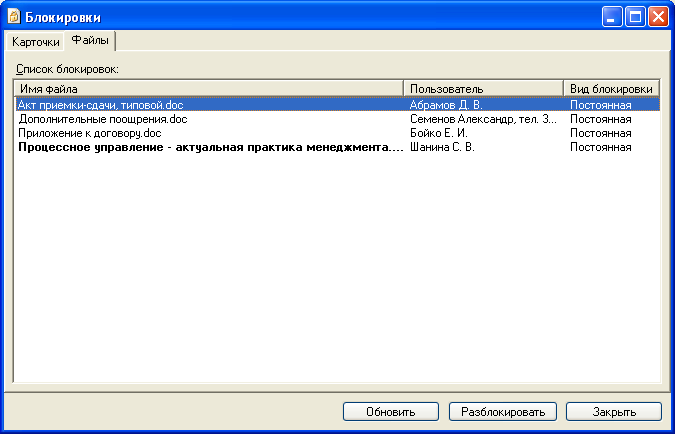 Блокировки
Карточки Файлы
Список блокировок:
Имя файла Пользователь Вид блокировки
Акт приемки-сдачи, типовой.doc Абрамов Д. В. Постоянная
Дополнительные поощрения.doc Семенов Александр, тел. 3... Постоянная
Приложение к договору.doc Бойко Е. И. Постоянная
Процессное управление - актуальная практика менеджмента.... Шанина С. В. Постоянная
Обновить Разблокировать Закрыть